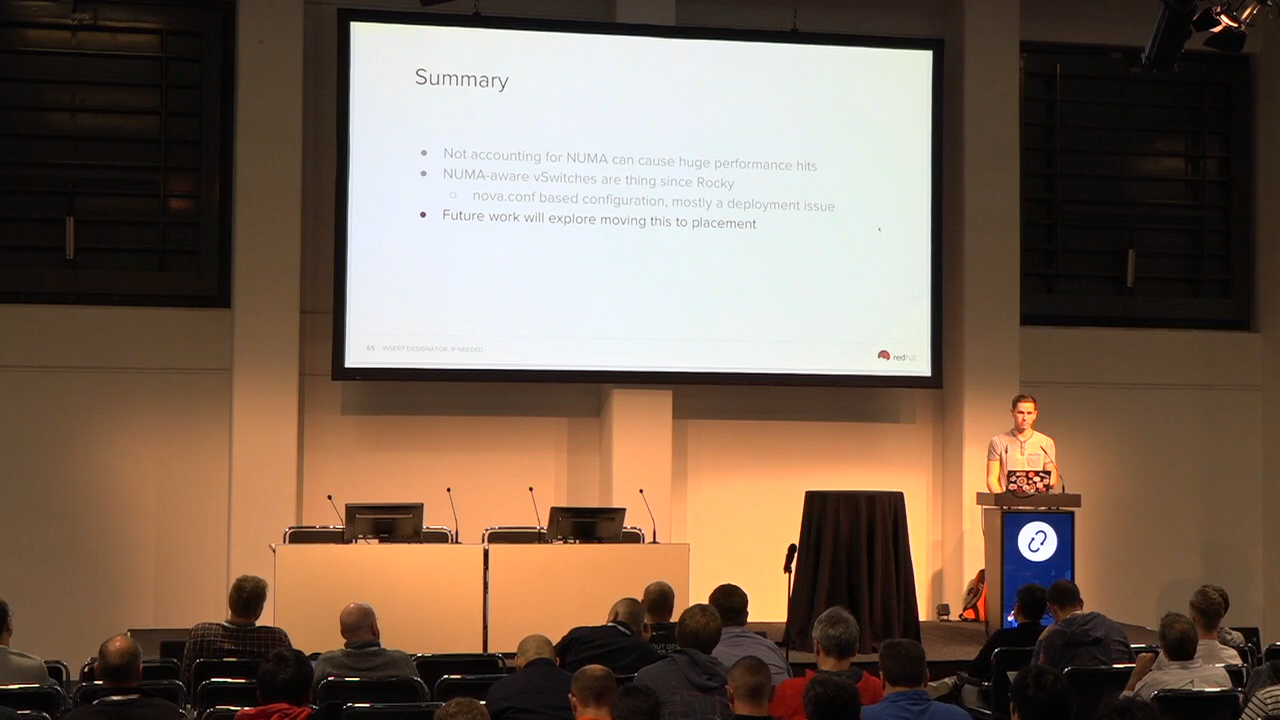 Summary
Not accounting for NUMA can cause huge performance hits
NUMA-aware vSwitches are thing since Rocky
nova.conf based configuration, mostly a deployment issue
Future work will explore moving this to placement
65 INSERT DESIGNATOR, IF NEEDED
redhat